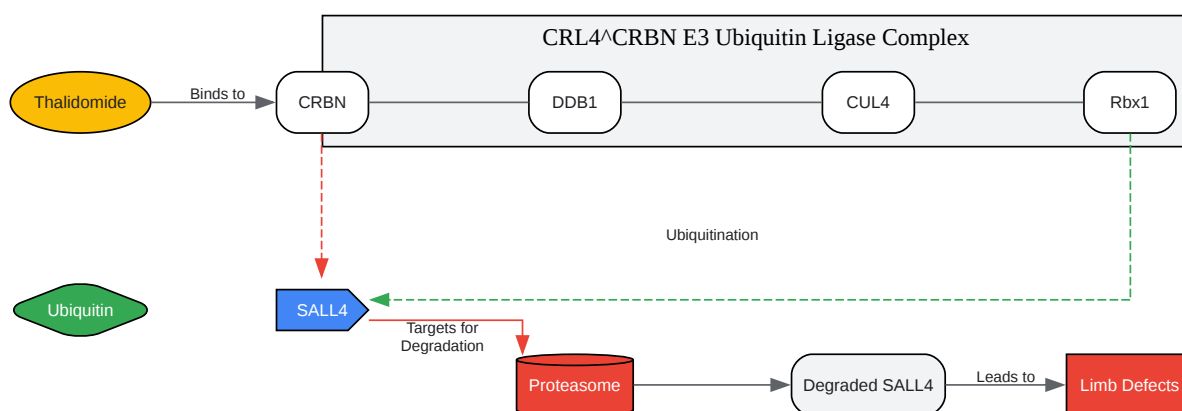 CRL4^CRBN E3 Ubiquitin Ligase Complex
Thalidomide
Binds to
CRBN
DDB1
CUL4
Rbx1
Ubiquitination
Ubiquitin
SALL4
Targets for
Degradation
Proteasome
Degraded SALL4
Leads to
Limb Defects